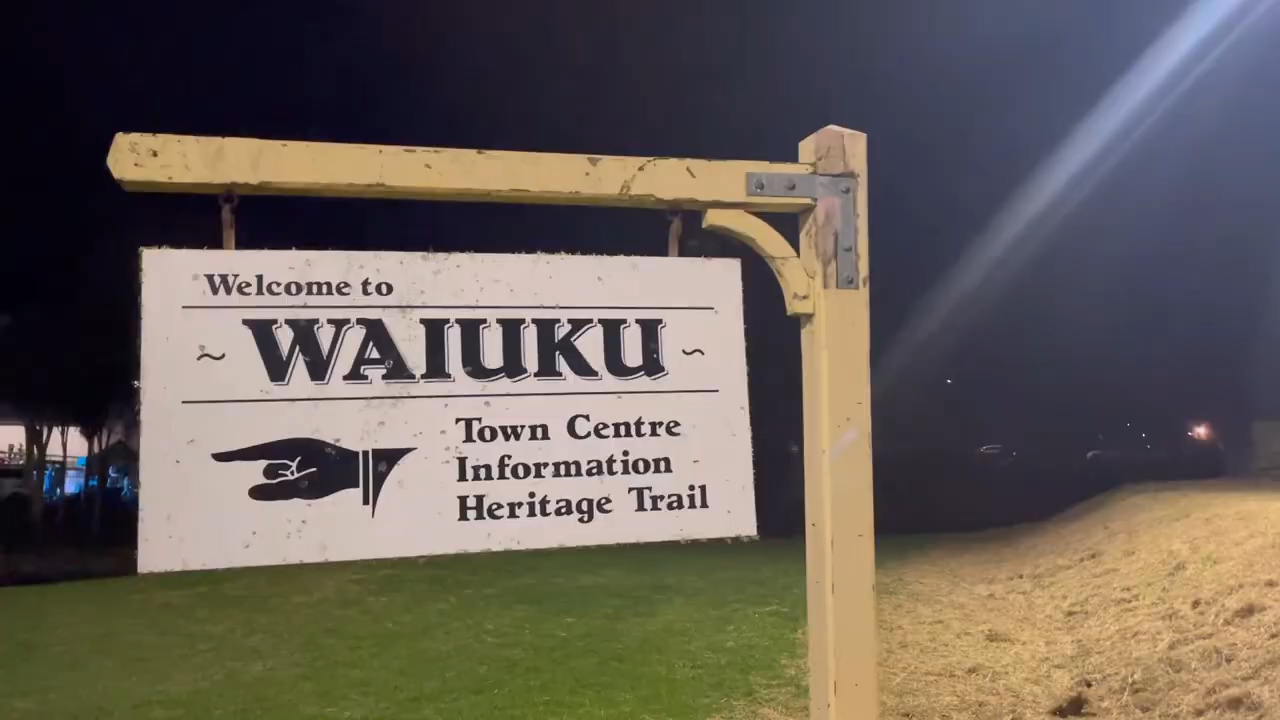 Welcome to
~ WAIUKU ~
Town Centre
Information
Heritage Trail